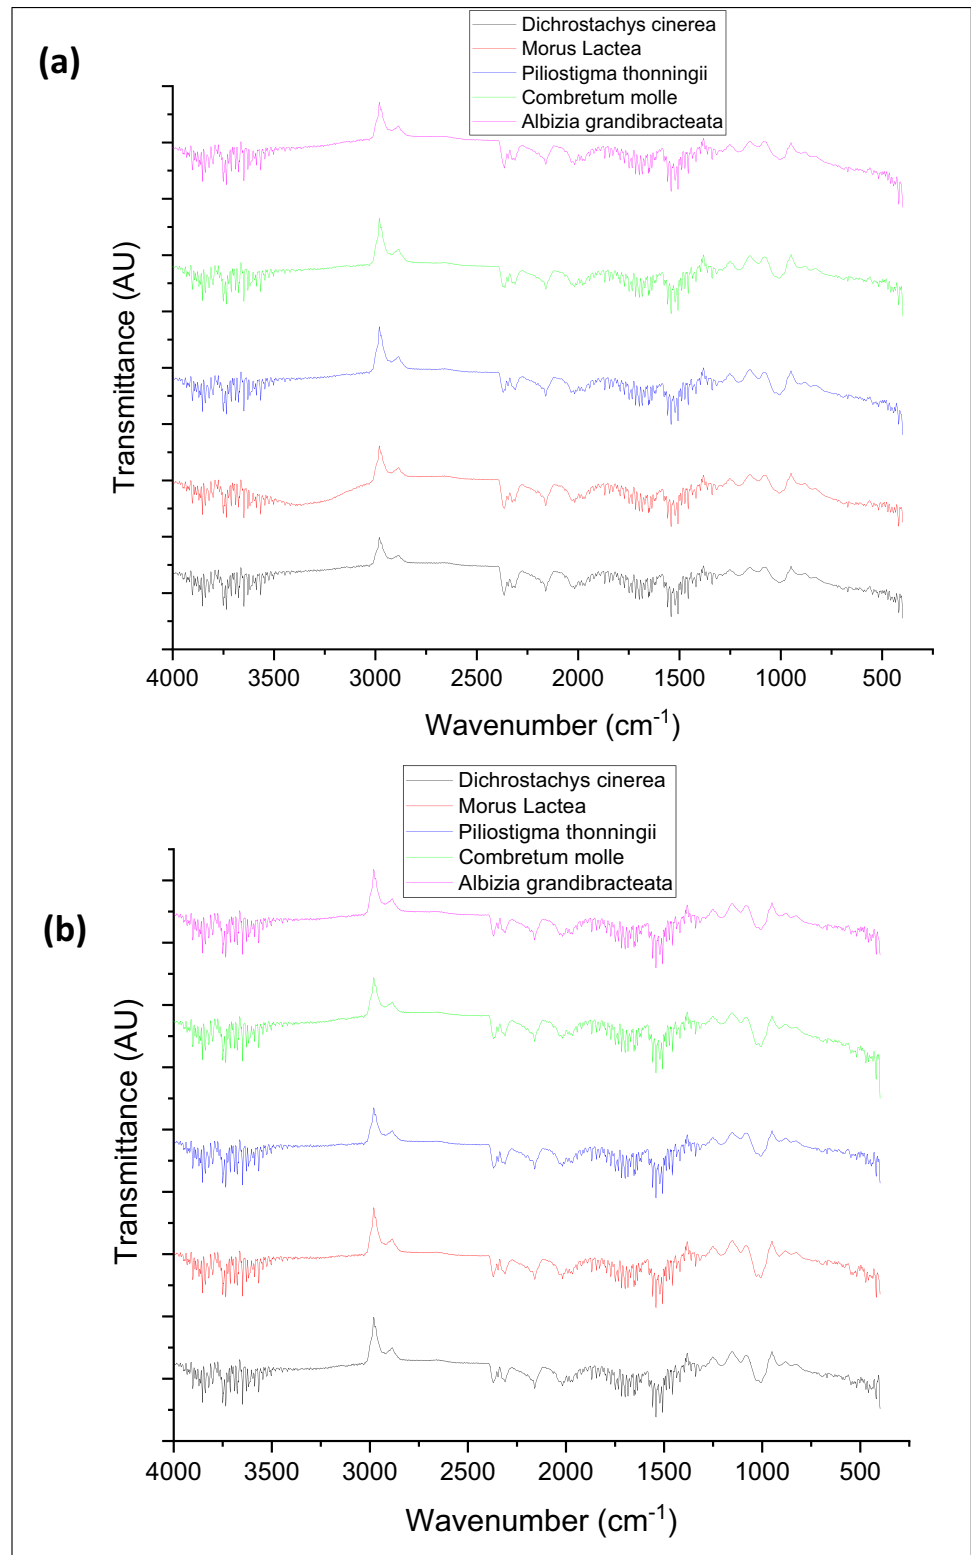 (a)
Dichrostachys cinerea
Morus Lactea
Piliostigma thonningii
Combretum molle
Albizia grandibracteata
Transmittance (AU)
4000 3500 3000 2500 2000 1500 1000 500
Wavenumber (cm-1)
(b)
Dichrostachys cinerea
Morus Lactea
Piliostigma thonningii
Combretum molle
Albizia grandibracteata
Transmittance (AU)
4000 3500 3000 2500 2000 1500 1000 500
Wavenumber (cm-1)